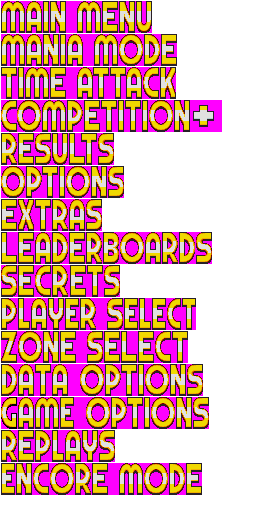 MAIN MENU
MANIA MODE
TIME ATTACK
COMPETITION+
RESULTS
OPTIONS
EXTRAS
LEADERBOARDS
SECRETS
PLAYER SELECT
ZONE SELECT
DATA OPTIONS
GAME OPTIONS
REPLAYS
ENCORE MODE